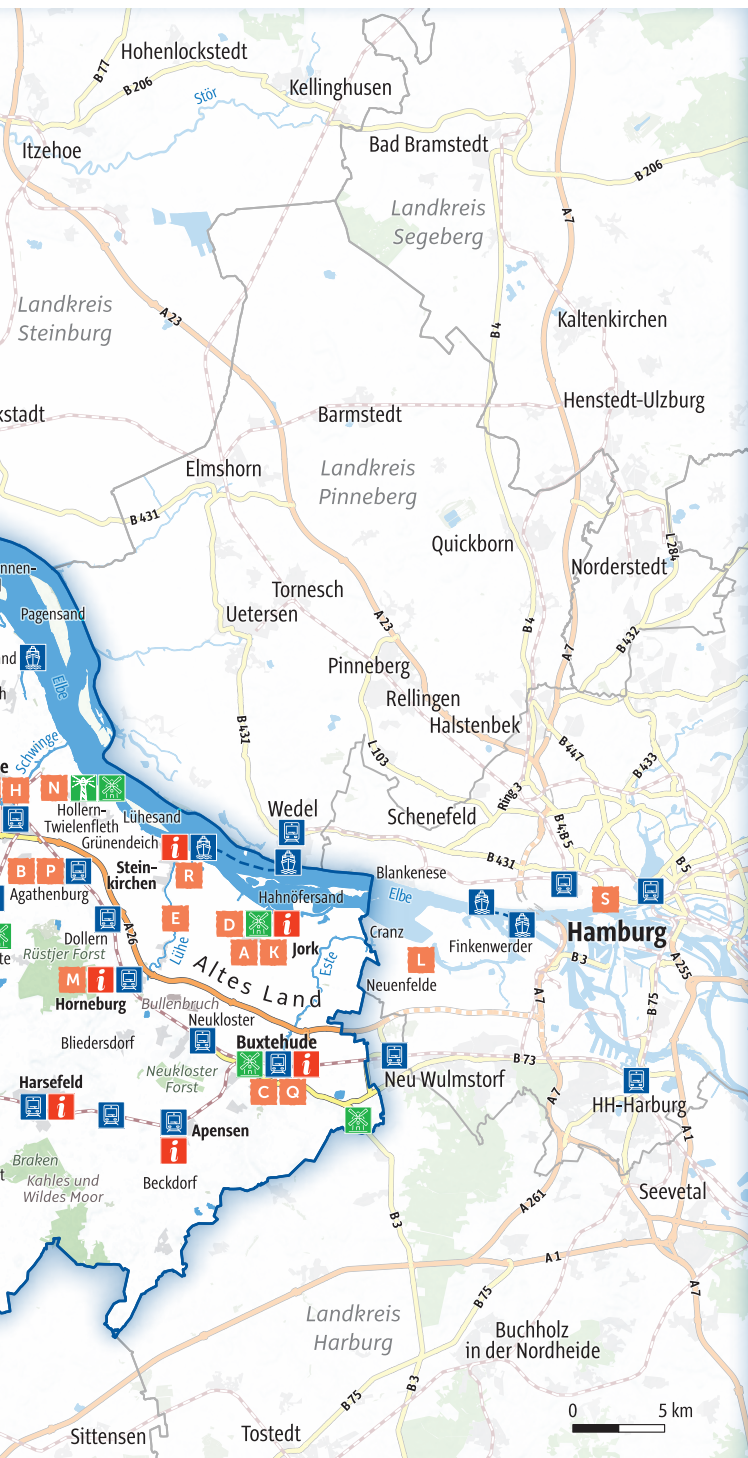 Hohenlockstedt
B 77
B 206
Kellinghusen
Stör
Itzehoe
Bad Bramstedt
B 206
Landkreis
Segeberg
A 7
Landkreis
Steinburg
A 23
B 4
Kaltenkirchen
kstadt
Barmstedt
Henstedt-Ulzburg
Elmshorn
Landkreis
Pinneberg
B 431
Quickborn
L 284
Norderstedt
nnen-
Pagensand
Tornesch
Uetersen
A 23
B 4
A 7
B 432
nd
Elbe
h
Pinneberg
Rellingen
Halstenbek
B 431
Schwinge
L 103
B 447
B 433
e
H
N
Hollern-
Twielenfleth
Lühesand
Grünendeich
i
Wedel
Schenefeld
Ring 3
B 4;B 5
B 5
B 431
B
P
Agathenburg
Stein-
kirchen
R
Blankenese
Hahnöfersand
Elbe
S
Hamburg
E
D
i
A
K
Jork
Cranz
Finkenwerder
Dollern
A 26
te
Rüstjer Forst
Lühe
Este
L
Neuenfelde
B 3
A 255
Altes Land
M
i
Horneburg
Bullenbruch
Neukloster
A 7
B 75
Bliedersdorf
Buxtehude
i
C
Q
Neukloster
Forst
B 73
Neu Wulmstorf
Harsefeld
i
A 7
HH-Harburg
A 1
Apensen
i
t
Braken
Kahles und
Wildes Moor
Beckdorf
Seevetal
B 3
A 261
A 1
B 75
A 7
Landkreis
Harburg
Buchholz
in der Nordheide
B 75
B 3
0
5 km
Sittensen
Tostedt